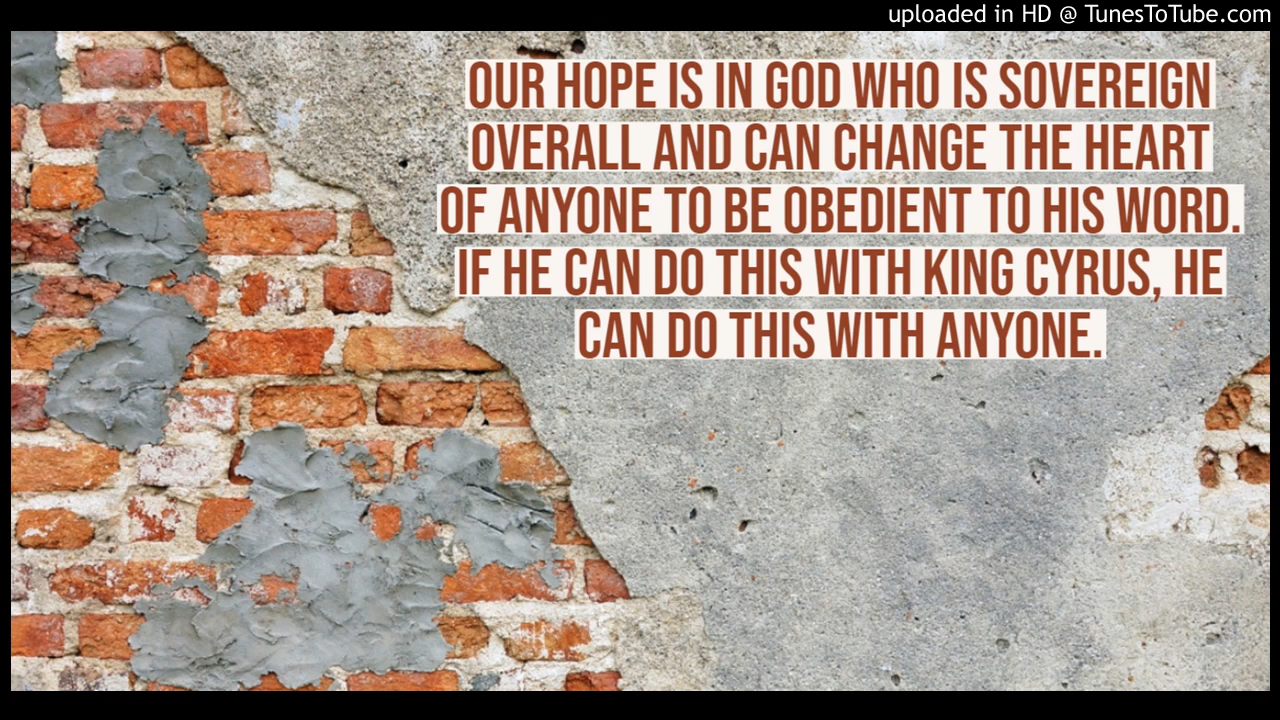 uploaded in HD @ TunesToTube.com
OUR HOPE IS IN GOD WHO IS SOVEREIGN
OVERALL AND CAN CHANGE THE HEART
OF ANYONE TO BE OBEDIENT TO HIS WORD.
IF HE CAN DO THIS WITH KING CYRUS, HE
CAN DO THIS WITH ANYONE.